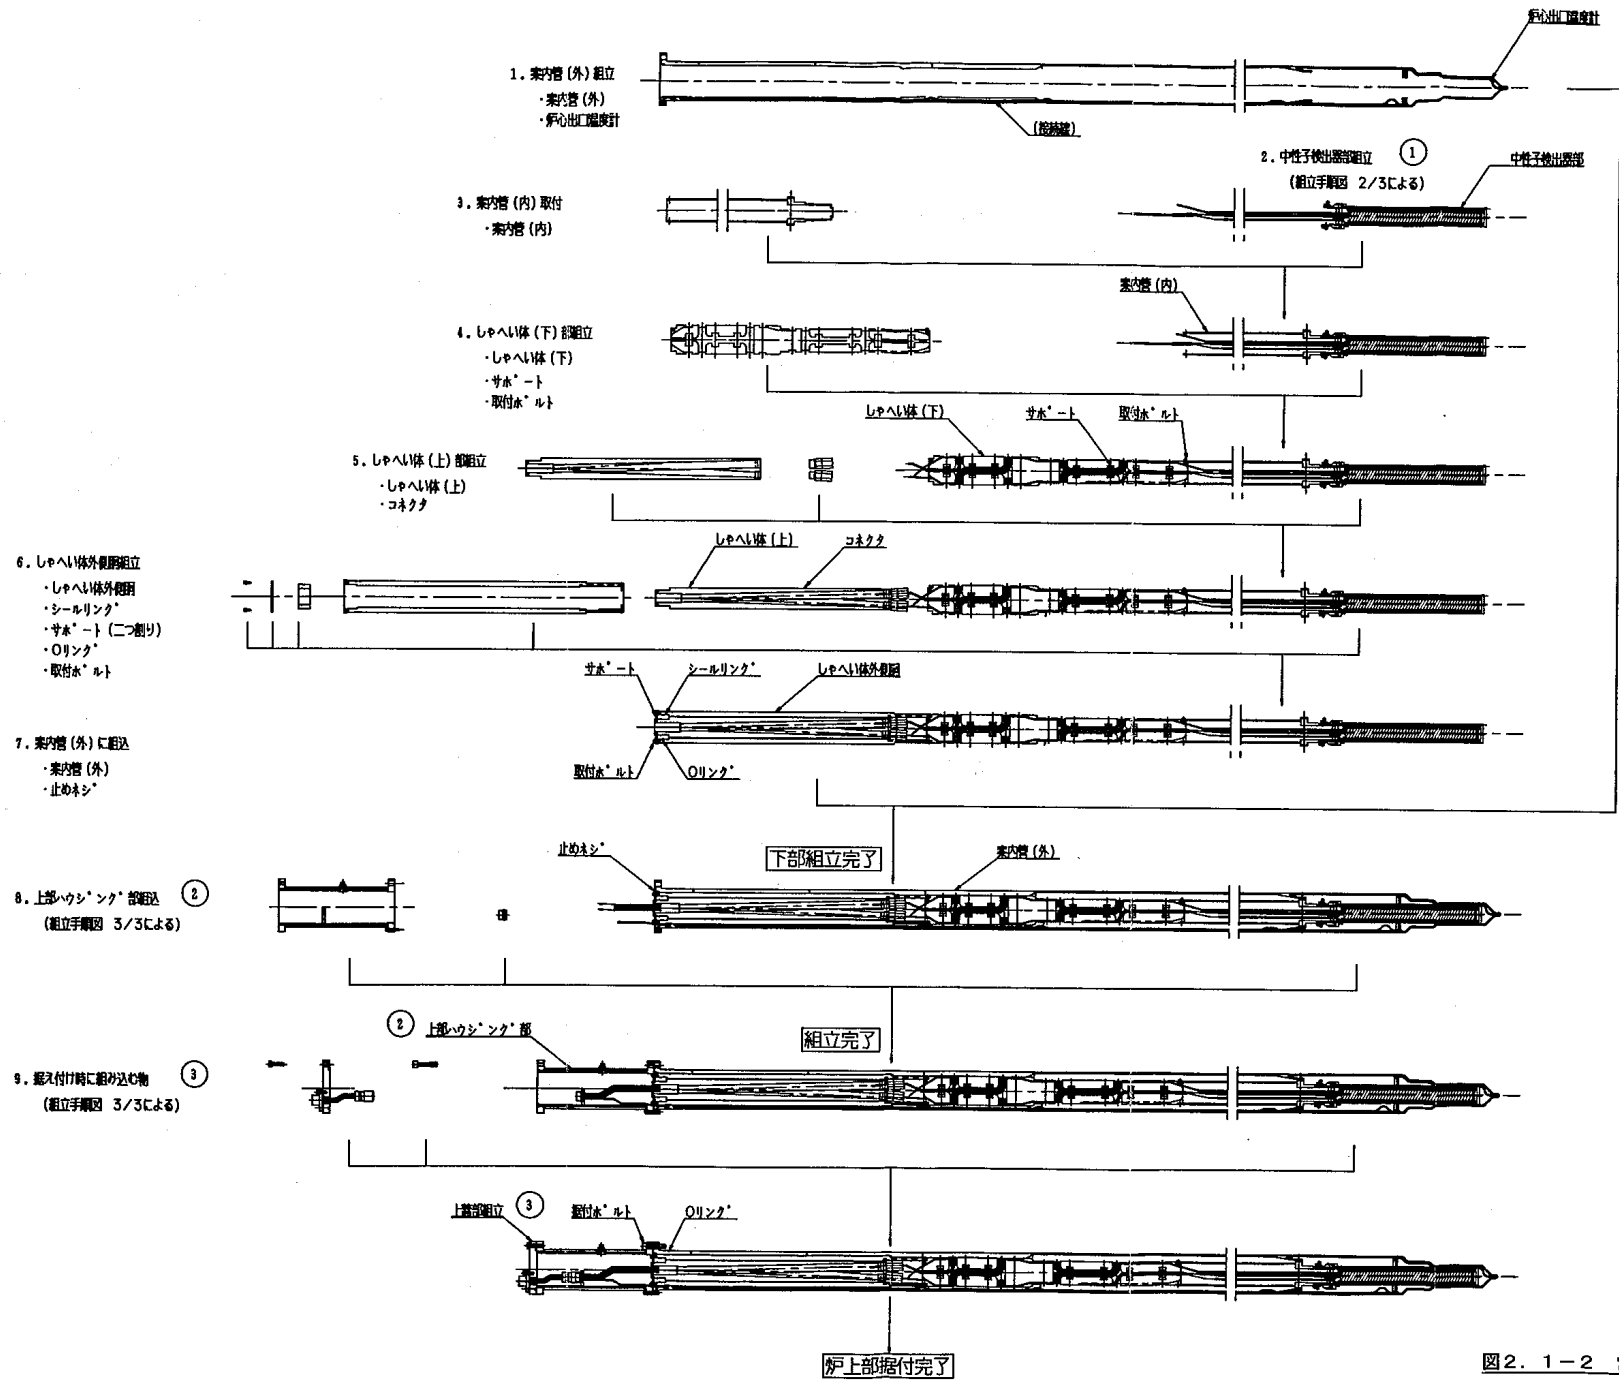 炉心出口温度計
1. 案内管(外)組立
・案内管(外)
・炉心出口温度計
(接続線)
2. 中性子検出器部組立 ①
(組立手順図 2/3による)
中性子検出器部
3. 案内管(内)取付
・案内管(内)
案内管(内)
4. しゃへい体(下)部組立
・しゃへい体(下)
・サポート
・取付ボルト
しゃへい体(下)
サポート
取付ボルト
5. しゃへい体(上)部組立
・しゃへい体(上)
・コネクタ
しゃへい体(上)
コネクタ
6. しゃへい体外側胴組立
・しゃへい体外側胴
・シールリング
・サポート(二つ割り)
・Oリング
・取付ボルト
サポート
シールリング
しゃへい体外側胴
取付ボルト
Oリング
7. 案内管(外)に組込
・案内管(外)
・止めネジ
下部組立完了
止めネジ
案内管(外)
8. 上部ハウジング部組込 ②
(組立手順図 3/3による)
組立完了
② 上部ハウジング部
9. 据え付け時に組み込む物 ③
(組立手順図 3/3による)
上蓋部組立 ③
据付ボルト
Oリング
炉上部据付完了
図2.1-2